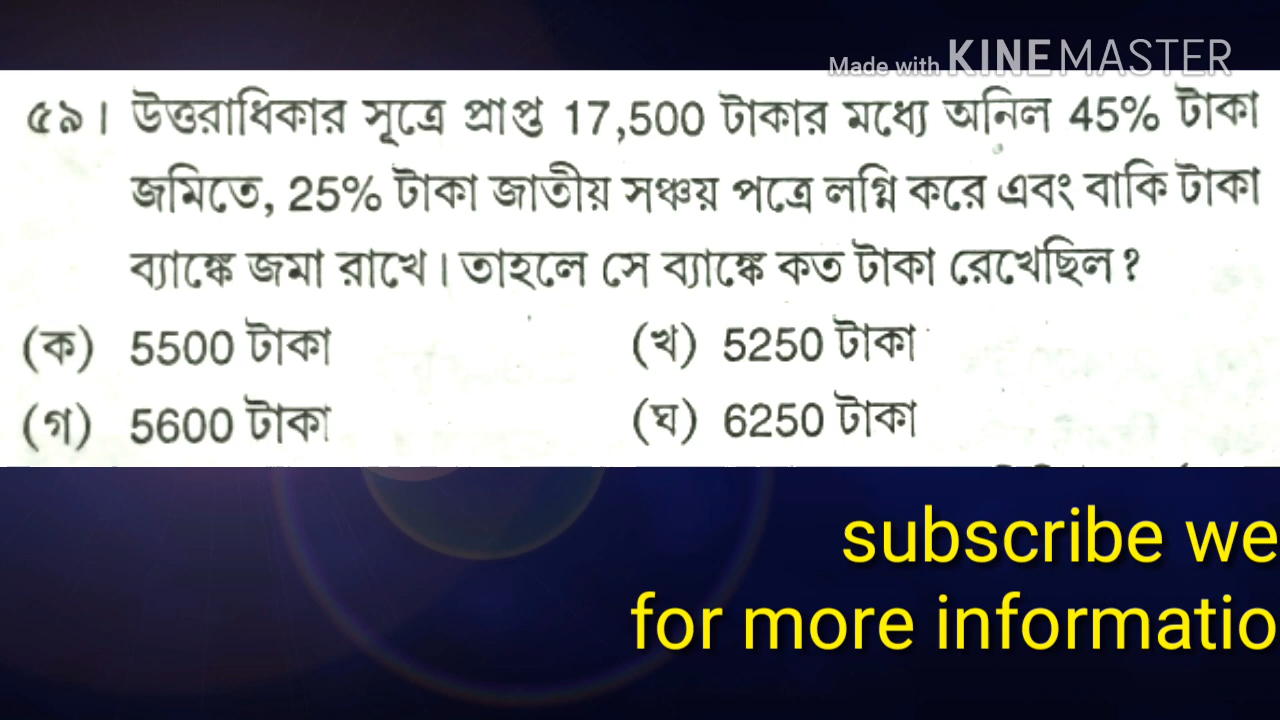 Made with KINEMASTER
৫৯। উত্তরাধিকার সূত্রে প্রাপ্ত 17,500 টাকার মধ্যে অনিল 45% টাকা
জমিতে, 25% টাকা জাতীয় সঞ্চয় পত্রে লগ্নি করে এবং বাকি টাকা
ব্যাঙ্কে জমা রাখে। তাহলে সে ব্যাঙ্কে কত টাকা রেখেছিল?
(ক) 5500 টাকা (খ) 5250 টাকা
(গ) 5600 টাকা (ঘ) 6250 টাকা
subscribe we
for more informatio